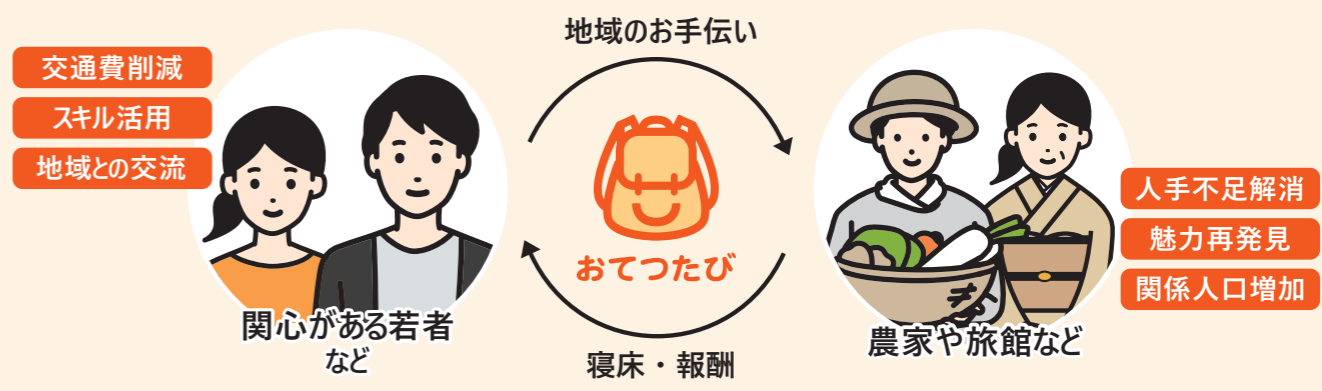 地域のお手伝い
交通費削減
スキル活用
地域との交流
関心がある若者
など
おてつたび
寝床・報酬
人手不足解消
魅力再発見
関係人口増加
農家や旅館など